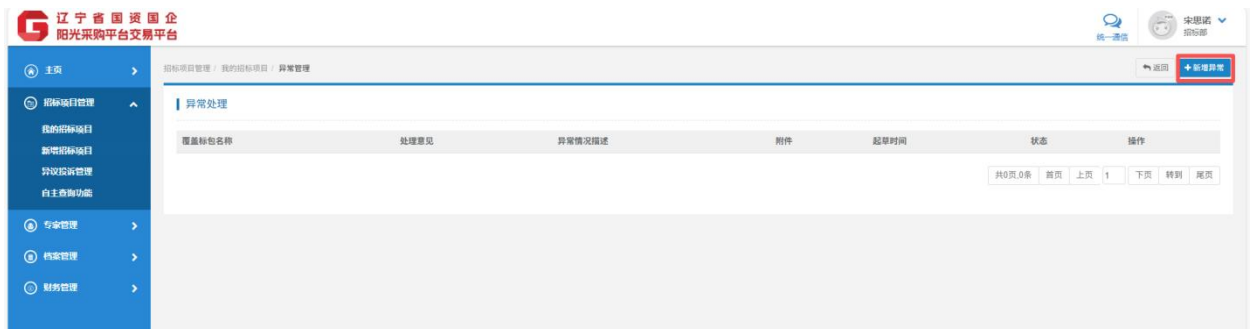 辽宁省国资国企
阳光采购平台交易平台
统一通信
宋思诺
招标部
主页
招标项目管理 / 我的招标项目 / 异常管理
返回
+新增异常
招标项目管理
我的招标项目
新增招标项目
异议投诉管理
自主查询功能
专家管理
档案管理
财务管理
异常处理
覆盖标包名称 处理意见 异常情况描述 附件 起草时间 状态 操作
共0页,0条 首页 上页 1 下页 转到 尾页